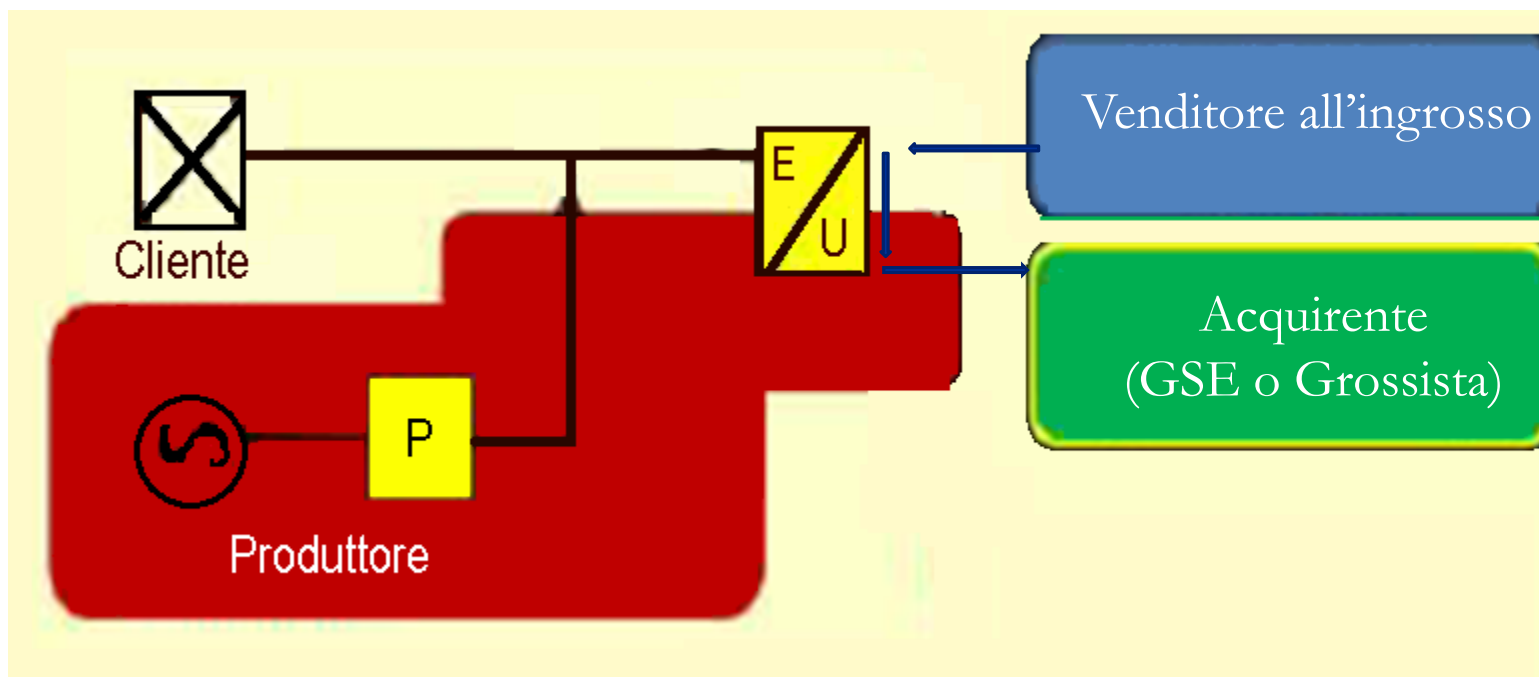 Venditore all’ingrosso
E
U
Cliente
Acquirente
(GSE o Grossista)
P
Produttore